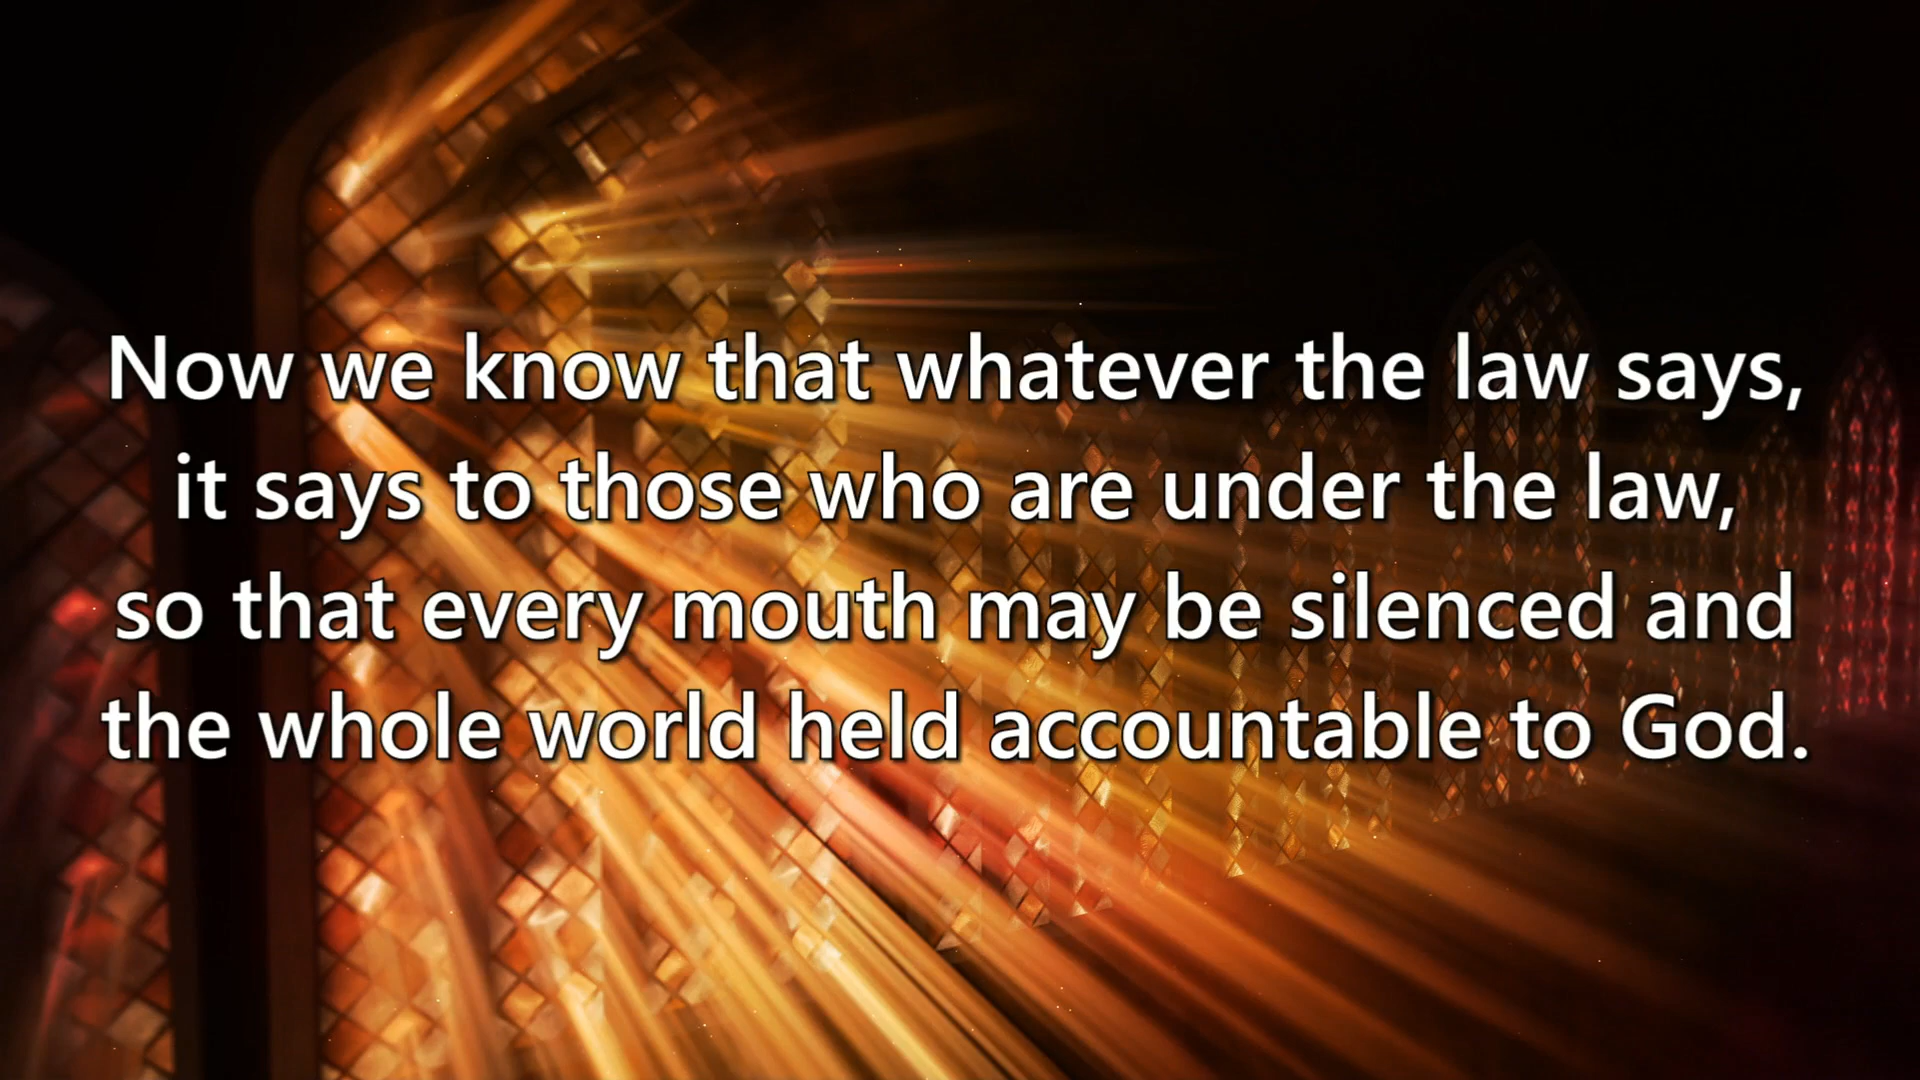 Now we know that whatever the law says,
it says to those who are under the law,
so that every mouth may be silenced and
the whole world held accountable to God.